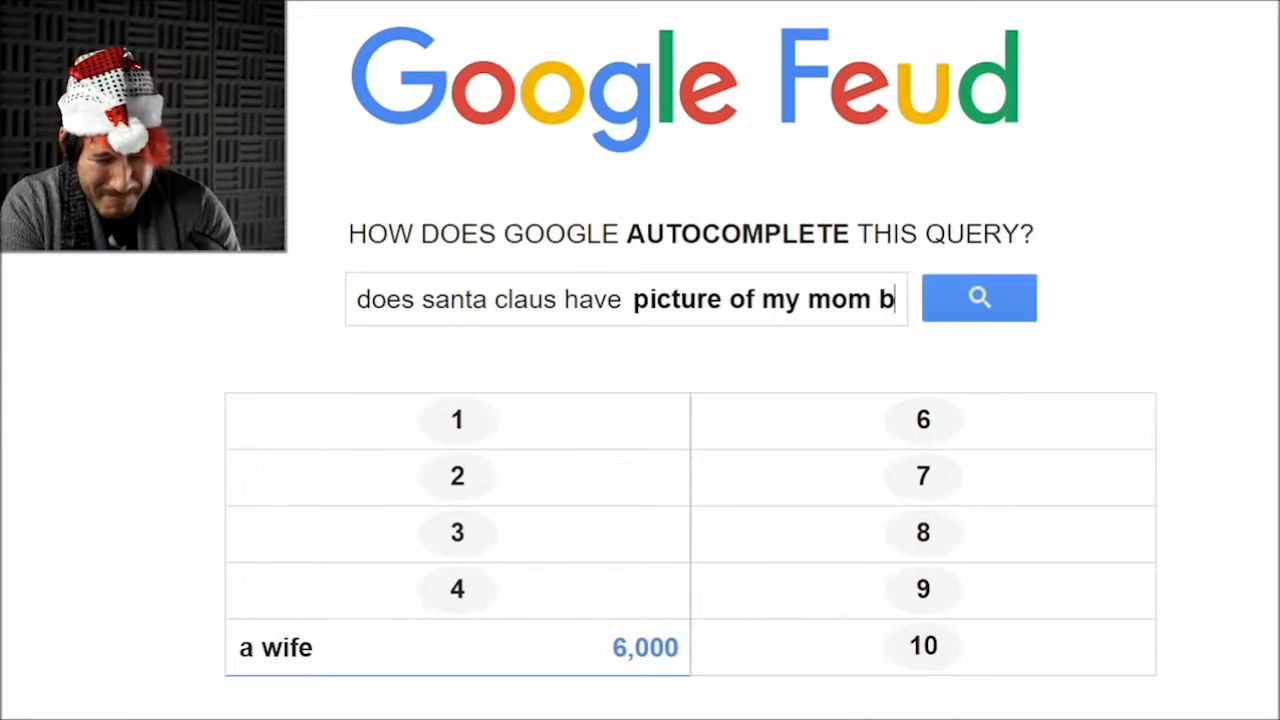 Google Feud
HOW DOES GOOGLE AUTOCOMPLETE THIS QUERY?
does santa claus have picture of my mom b
1
2
3
4
a wife 6,000
6
7
8
9
10